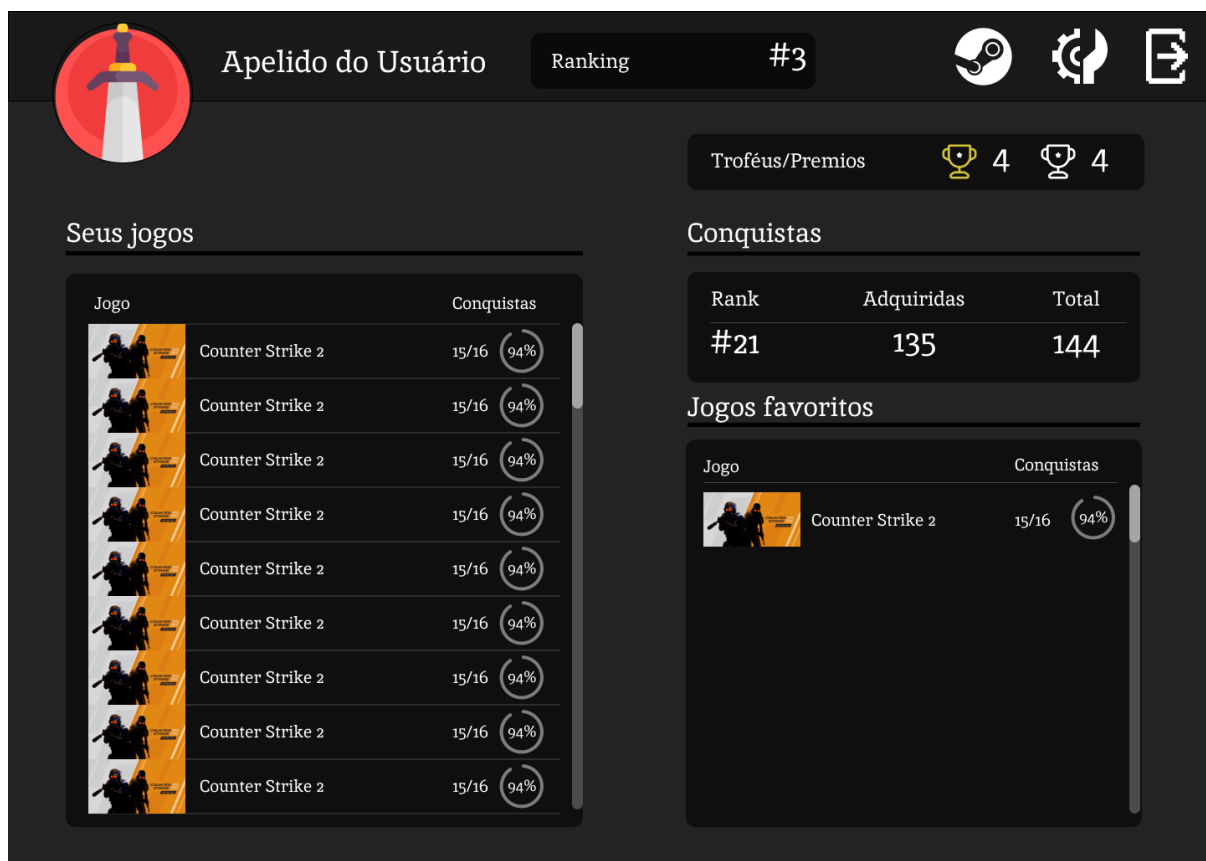 Apelido do Usuário
Ranking #3
Troféus/Premios 4 4
Seus jogos
Jogo Conquistas
Counter Strike 2 15/16 94%
Counter Strike 2 15/16 94%
Counter Strike 2 15/16 94%
Counter Strike 2 15/16 94%
Counter Strike 2 15/16 94%
Counter Strike 2 15/16 94%
Counter Strike 2 15/16 94%
Counter Strike 2 15/16 94%
Counter Strike 2 15/16 94%
Conquistas
Rank Adquiridas Total
#21 135 144
Jogos favoritos
Jogo Conquistas
Counter Strike 2 15/16 94%